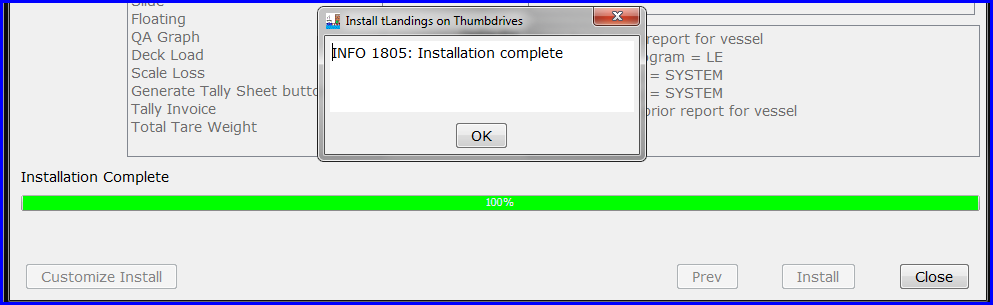 Slide
Floating
QA Graph
Deck Load
Scale Loss
Generate Tally Sheet butto
Tally Invoice
Total Tare Weight
Install tLandings on Thumbdrives
INFO 1805: Installation complete
OK
report for vessel
gram = LE
= SYSTEM
= SYSTEM
prior report for vessel
Installation Complete
100%
Customize Install
Prev
Install
Close